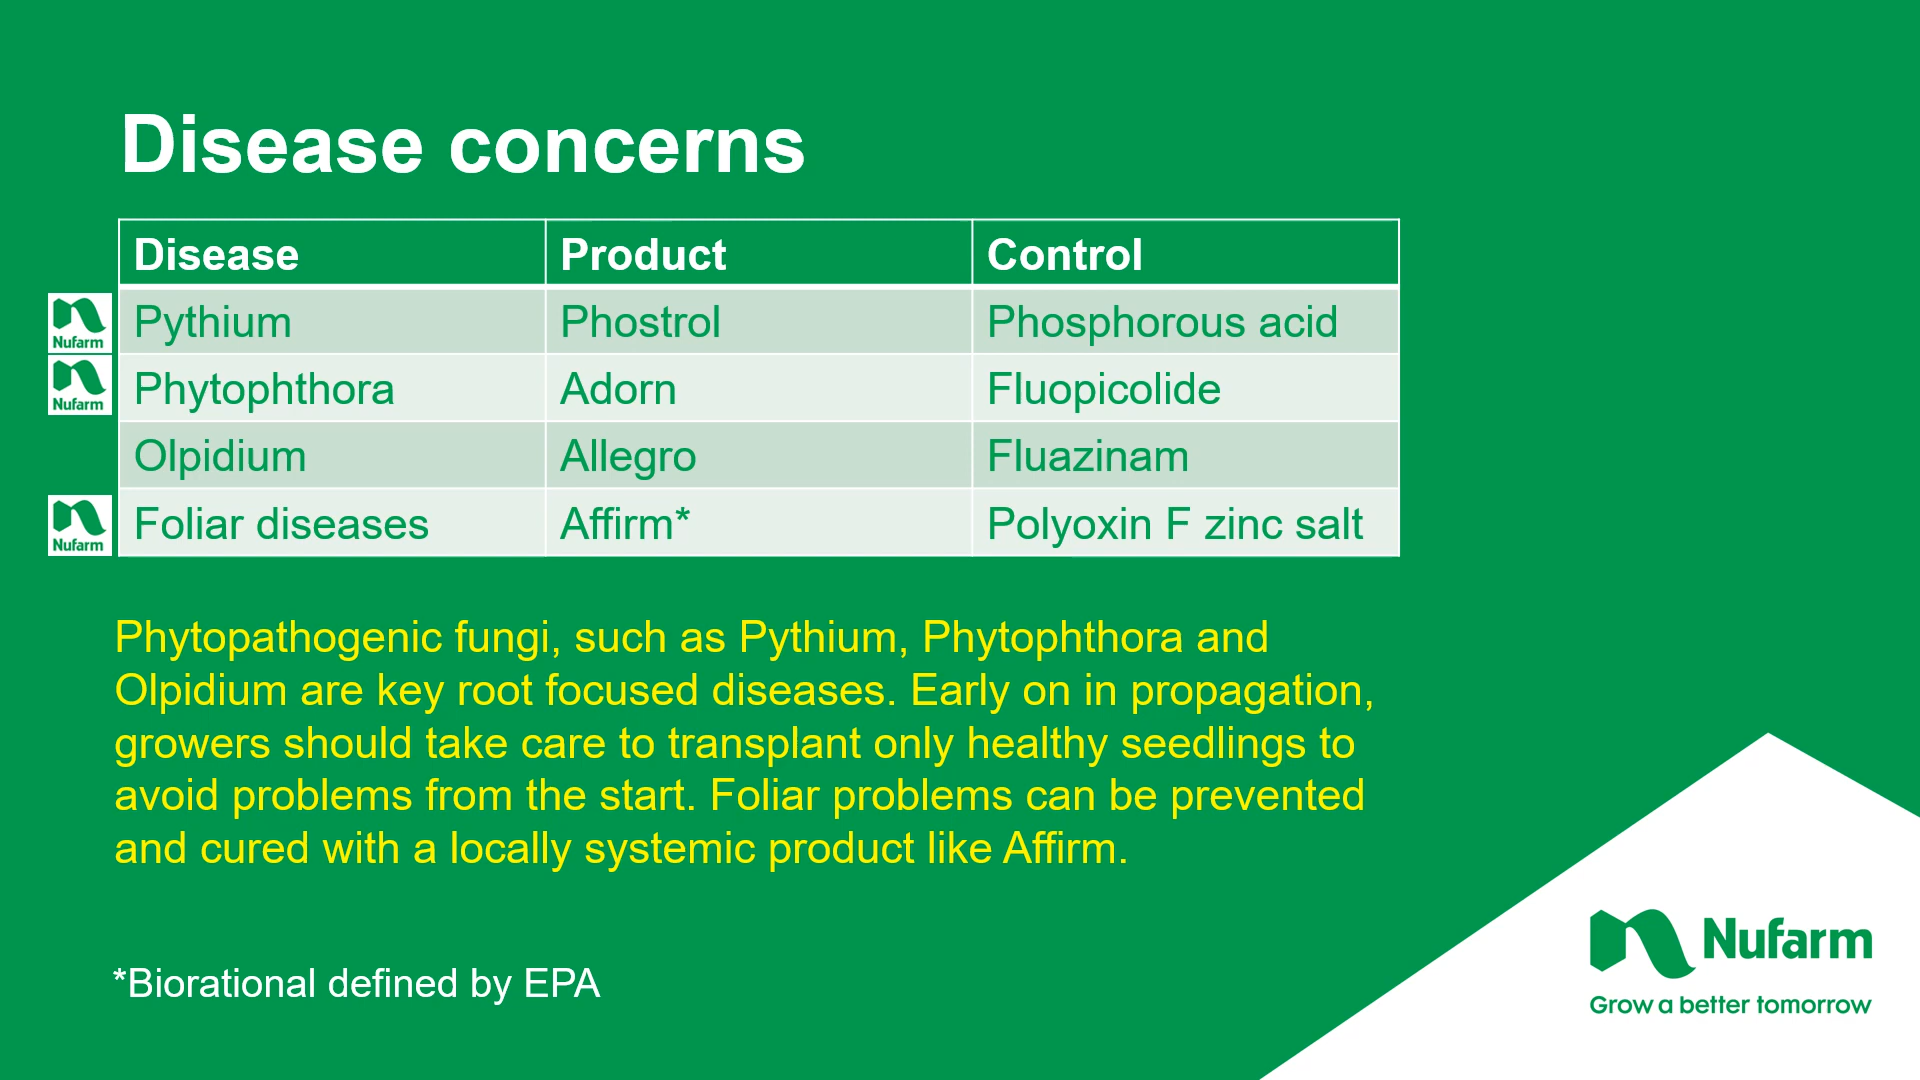 Disease concerns
Disease Product Control
Nufarm Pythium Phostrol Phosphorous acid
Nufarm Phytophthora Adorn Fluopicolide
Olpidium Allegro Fluazinam
Nufarm Foliar diseases Affirm* Polyoxin F zinc salt
Phytopathogenic fungi, such as Pythium, Phytophthora and
Olpidium are key root focused diseases. Early on in propagation,
growers should take care to transplant only healthy seedlings to
avoid problems from the start. Foliar problems can be prevented
and cured with a locally systemic product like Affirm.
*Biorational defined by EPA
Nufarm
Grow a better tomorrow